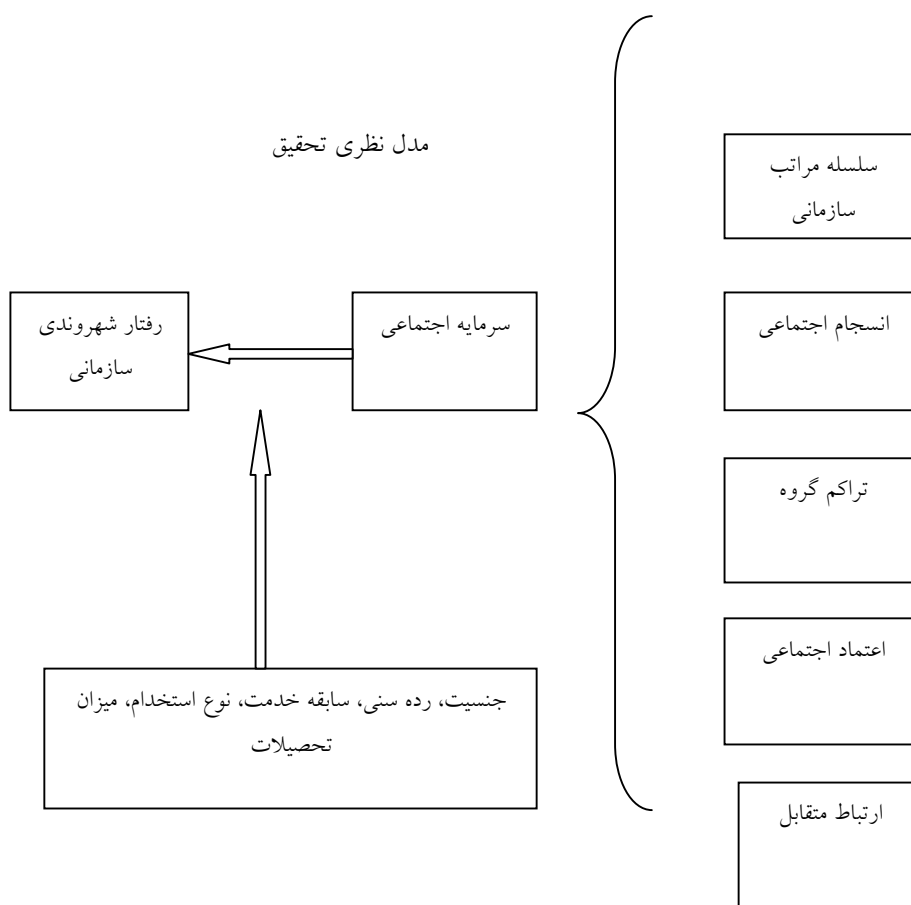 مدل نظری تحقیق
سلسله مراتب
سازمانی
انسجام اجتماعی
سرمایه اجتماعی
رفتار شهروندی
سازمانی
تراکم گروه
اعتماد اجتماعی
جنسیت، رده سنی، سابقه خدمت، نوع استخدام، میزان
تحصیلات
ارتباط متقابل